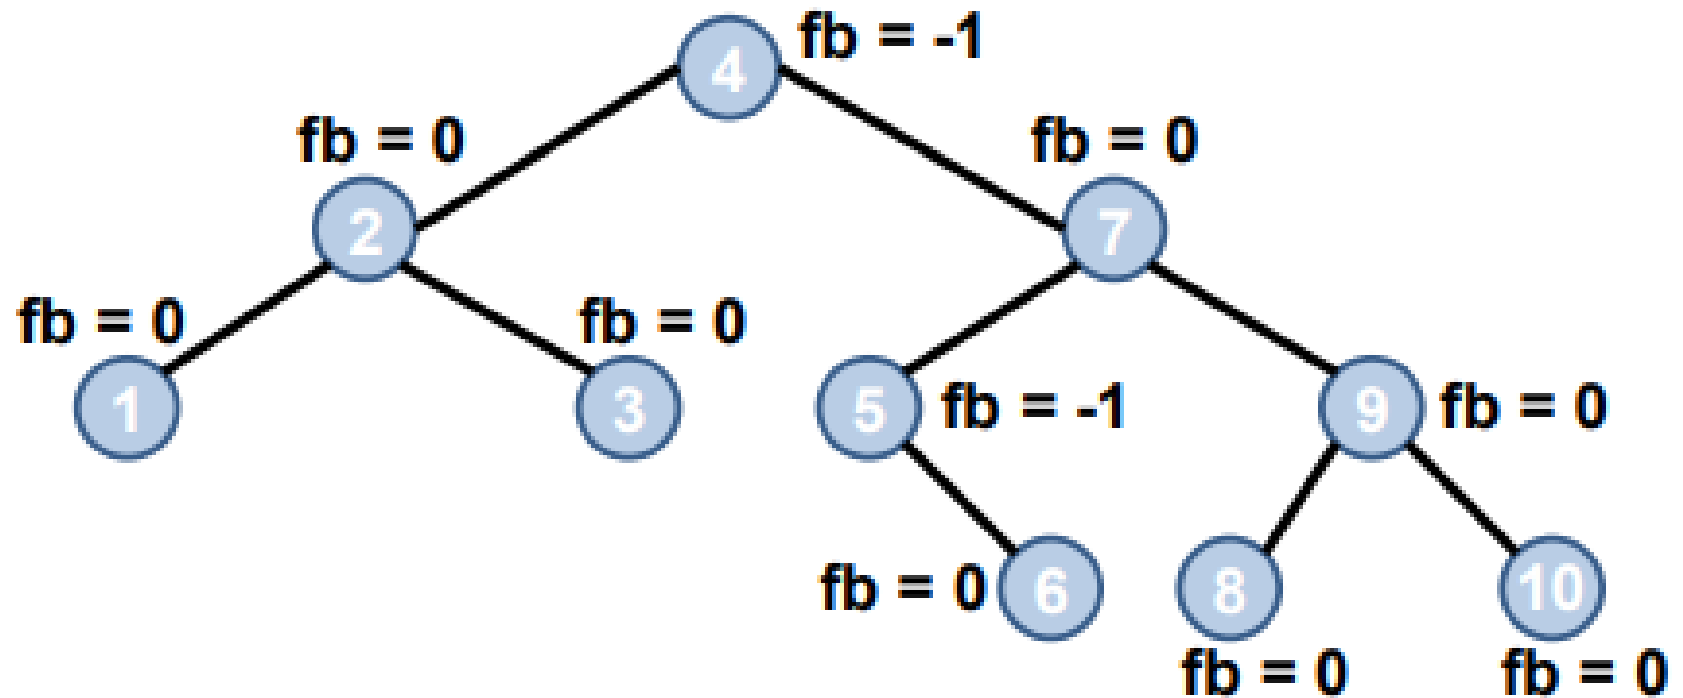 4 fb = -1
fb = 0 fb = 0
2 7
fb = 0 fb = 0
1 3 5 fb = -1 9 fb = 0
fb = 0 6 8 10
fb = 0 fb = 0